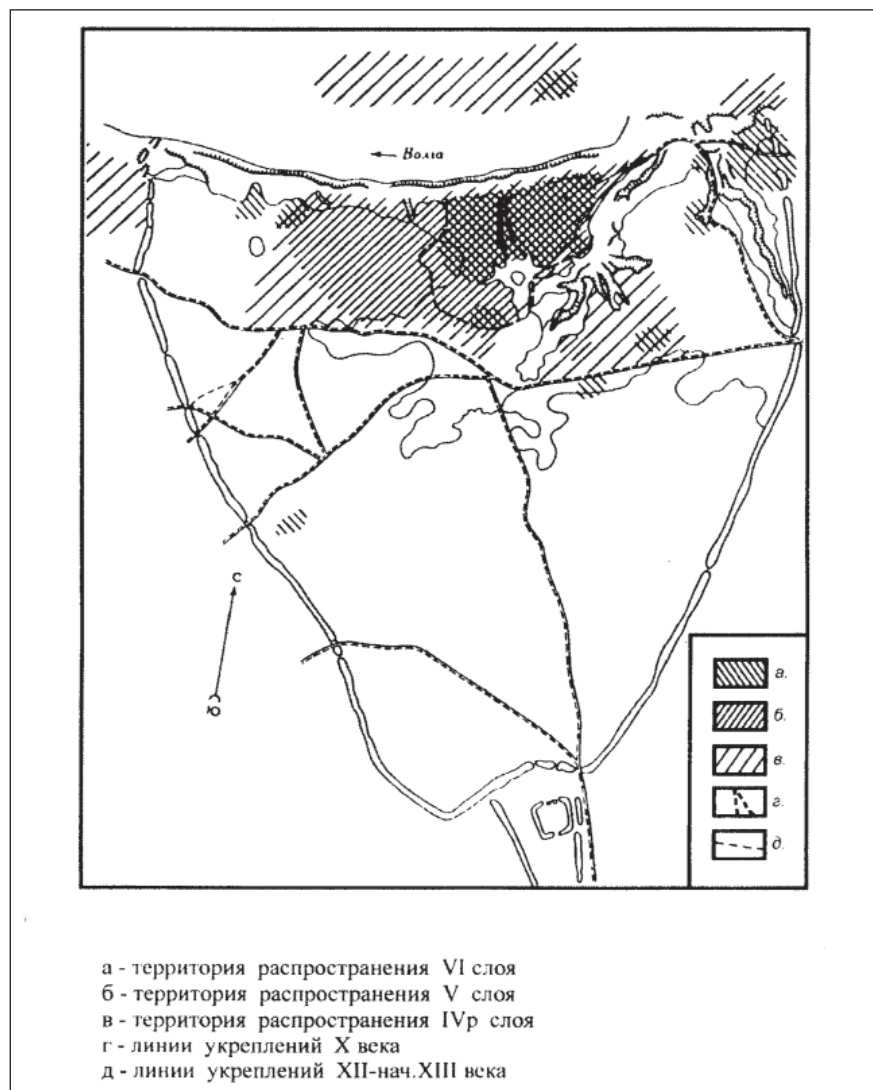 Волга
С
Ю
а.
б.
в.
г.
д.
а - территория распространения VI слоя
б - территория распространения V слоя
в - территория распространения IVр слоя
г - линии укреплений X века
д - линии укреплений XII-нач.XIII века